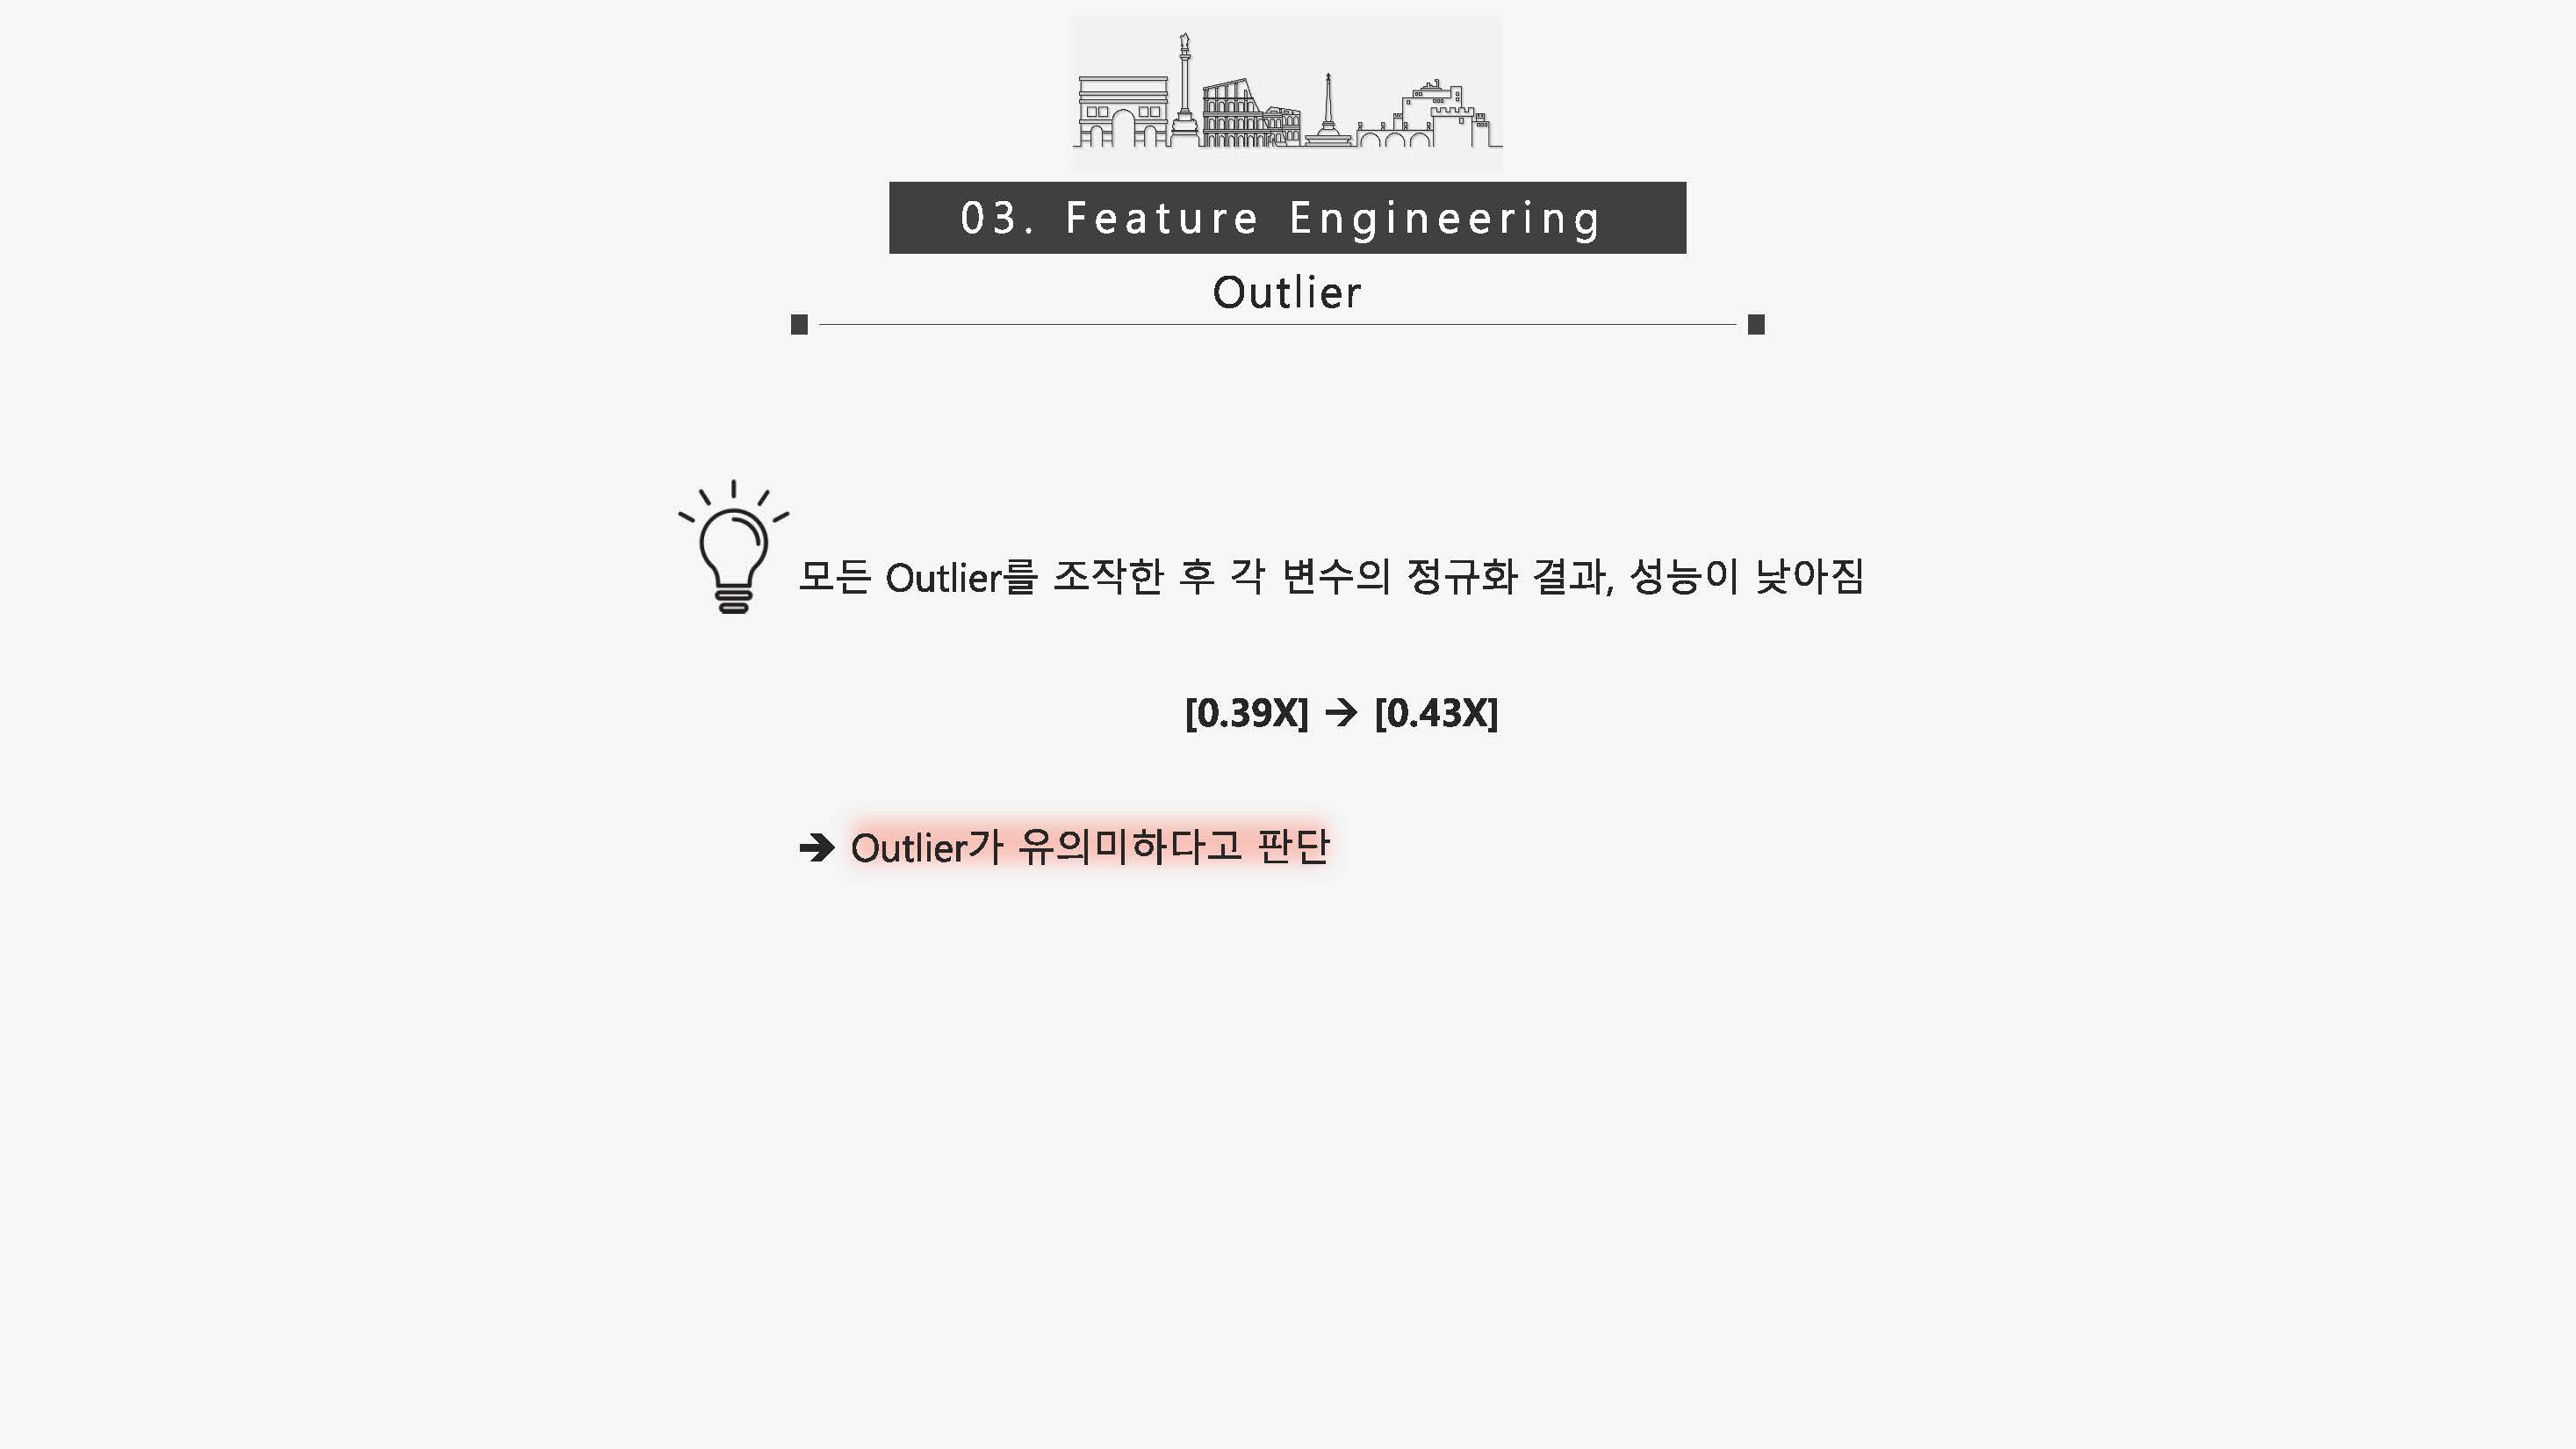 03. Feature Engineering
Outlier
모든 Outlier를 조작한 후 각 변수의 정규화 결과, 성능이 낮아짐
[0.39X] → [0.43X]
➔ Outlier가 유의미하다고 판단